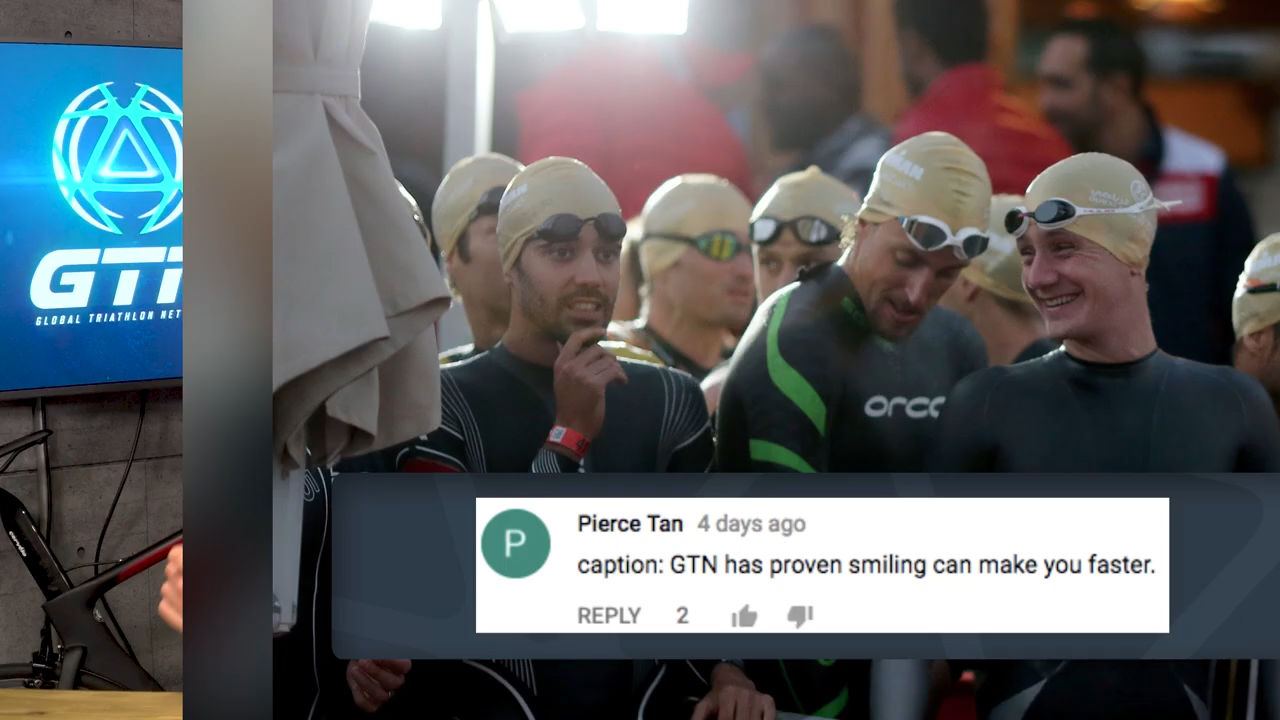 GTN
GLOBAL TRIATHLON NET
orca
P
Pierce Tan 4 days ago
caption: GTN has proven smiling can make you faster.
REPLY 2